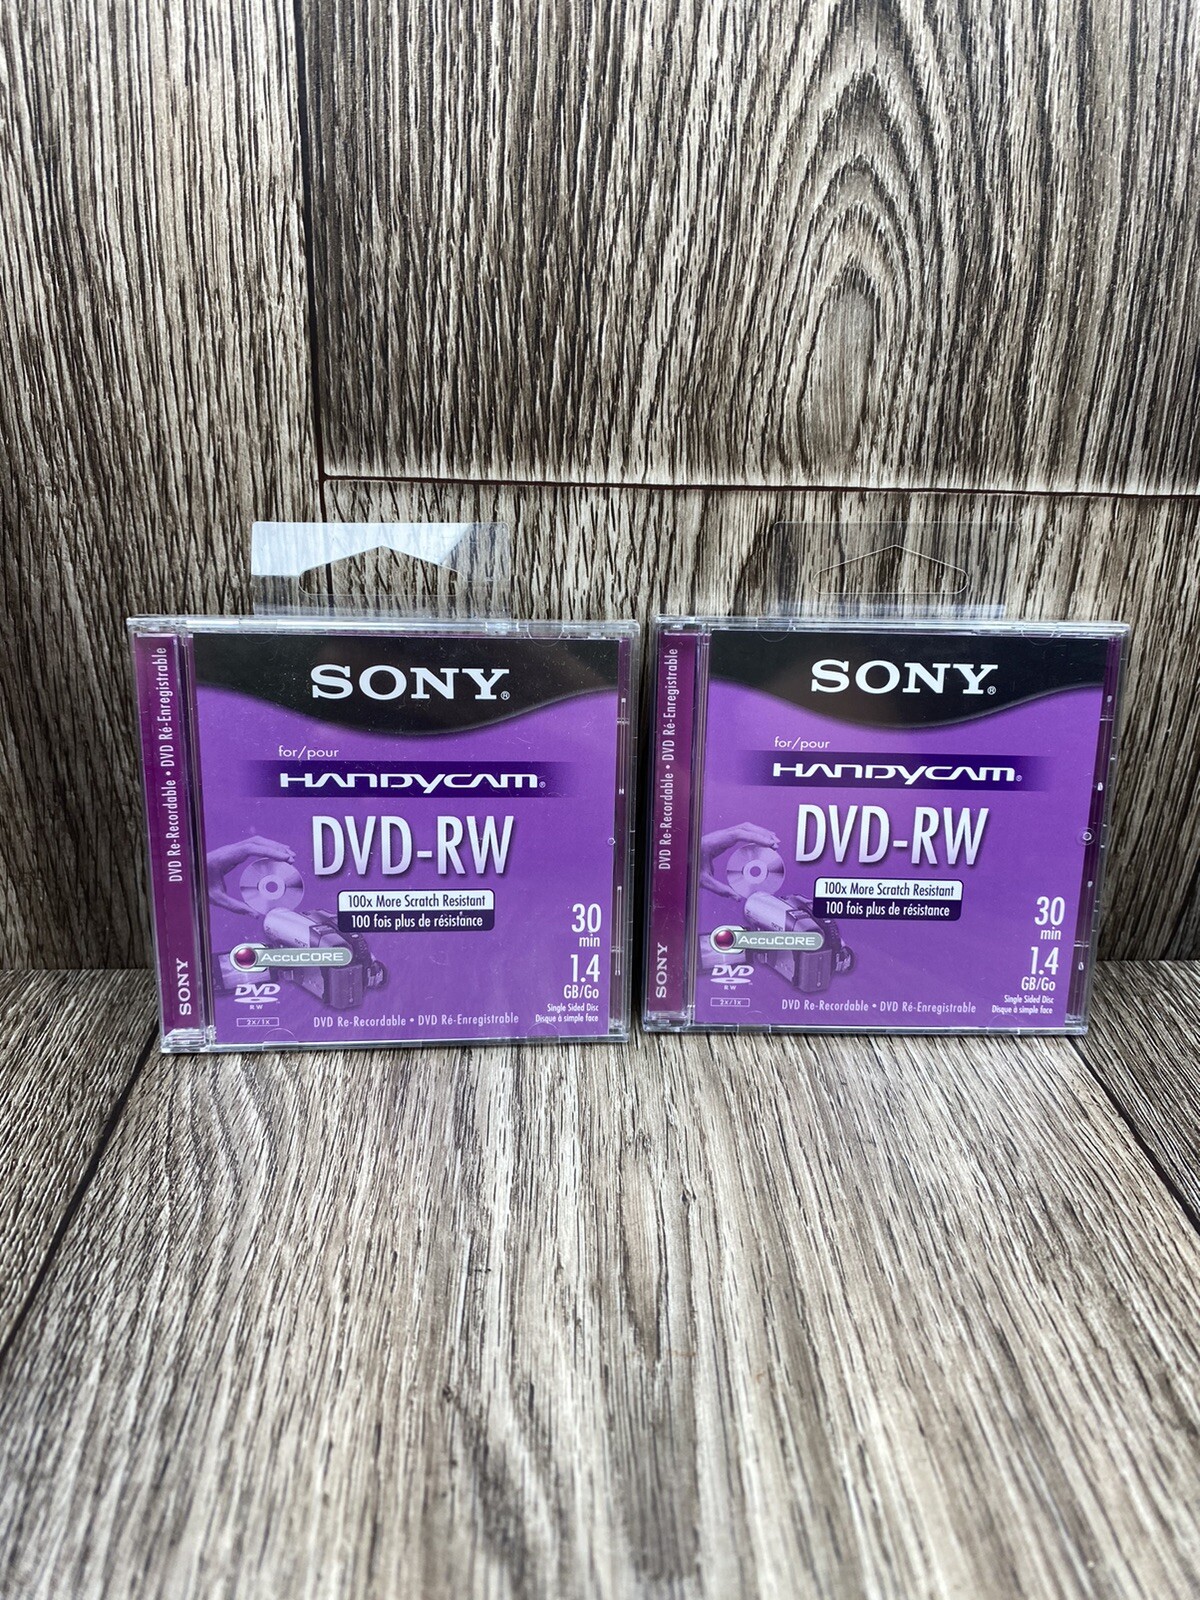 DVD Re-Recordable • DVD Ré-Enregistrable
SONY
SONY®
for/pour
HANDYCAM®
DVD-RW
100x More Scratch Resistant
100 fois plus de résistance
30
min
1.4
GB/Go
Single Sided Disc
Disque à simple face
AccuCORE
DVD
RW
2x/1x
DVD Re-Recordable • DVD Ré-Enregistrable
DVD Re-Recordable • DVD Ré-Enregistrable
SONY
SONY®
for/pour
HANDYCAM®
DVD-RW
100x More Scratch Resistant
100 fois plus de résistance
30
min
1.4
GB/Go
Single Sided Disc
Disque à simple face
AccuCORE
DVD
RW
2x/1x
DVD Re-Recordable • DVD Ré-Enregistrable